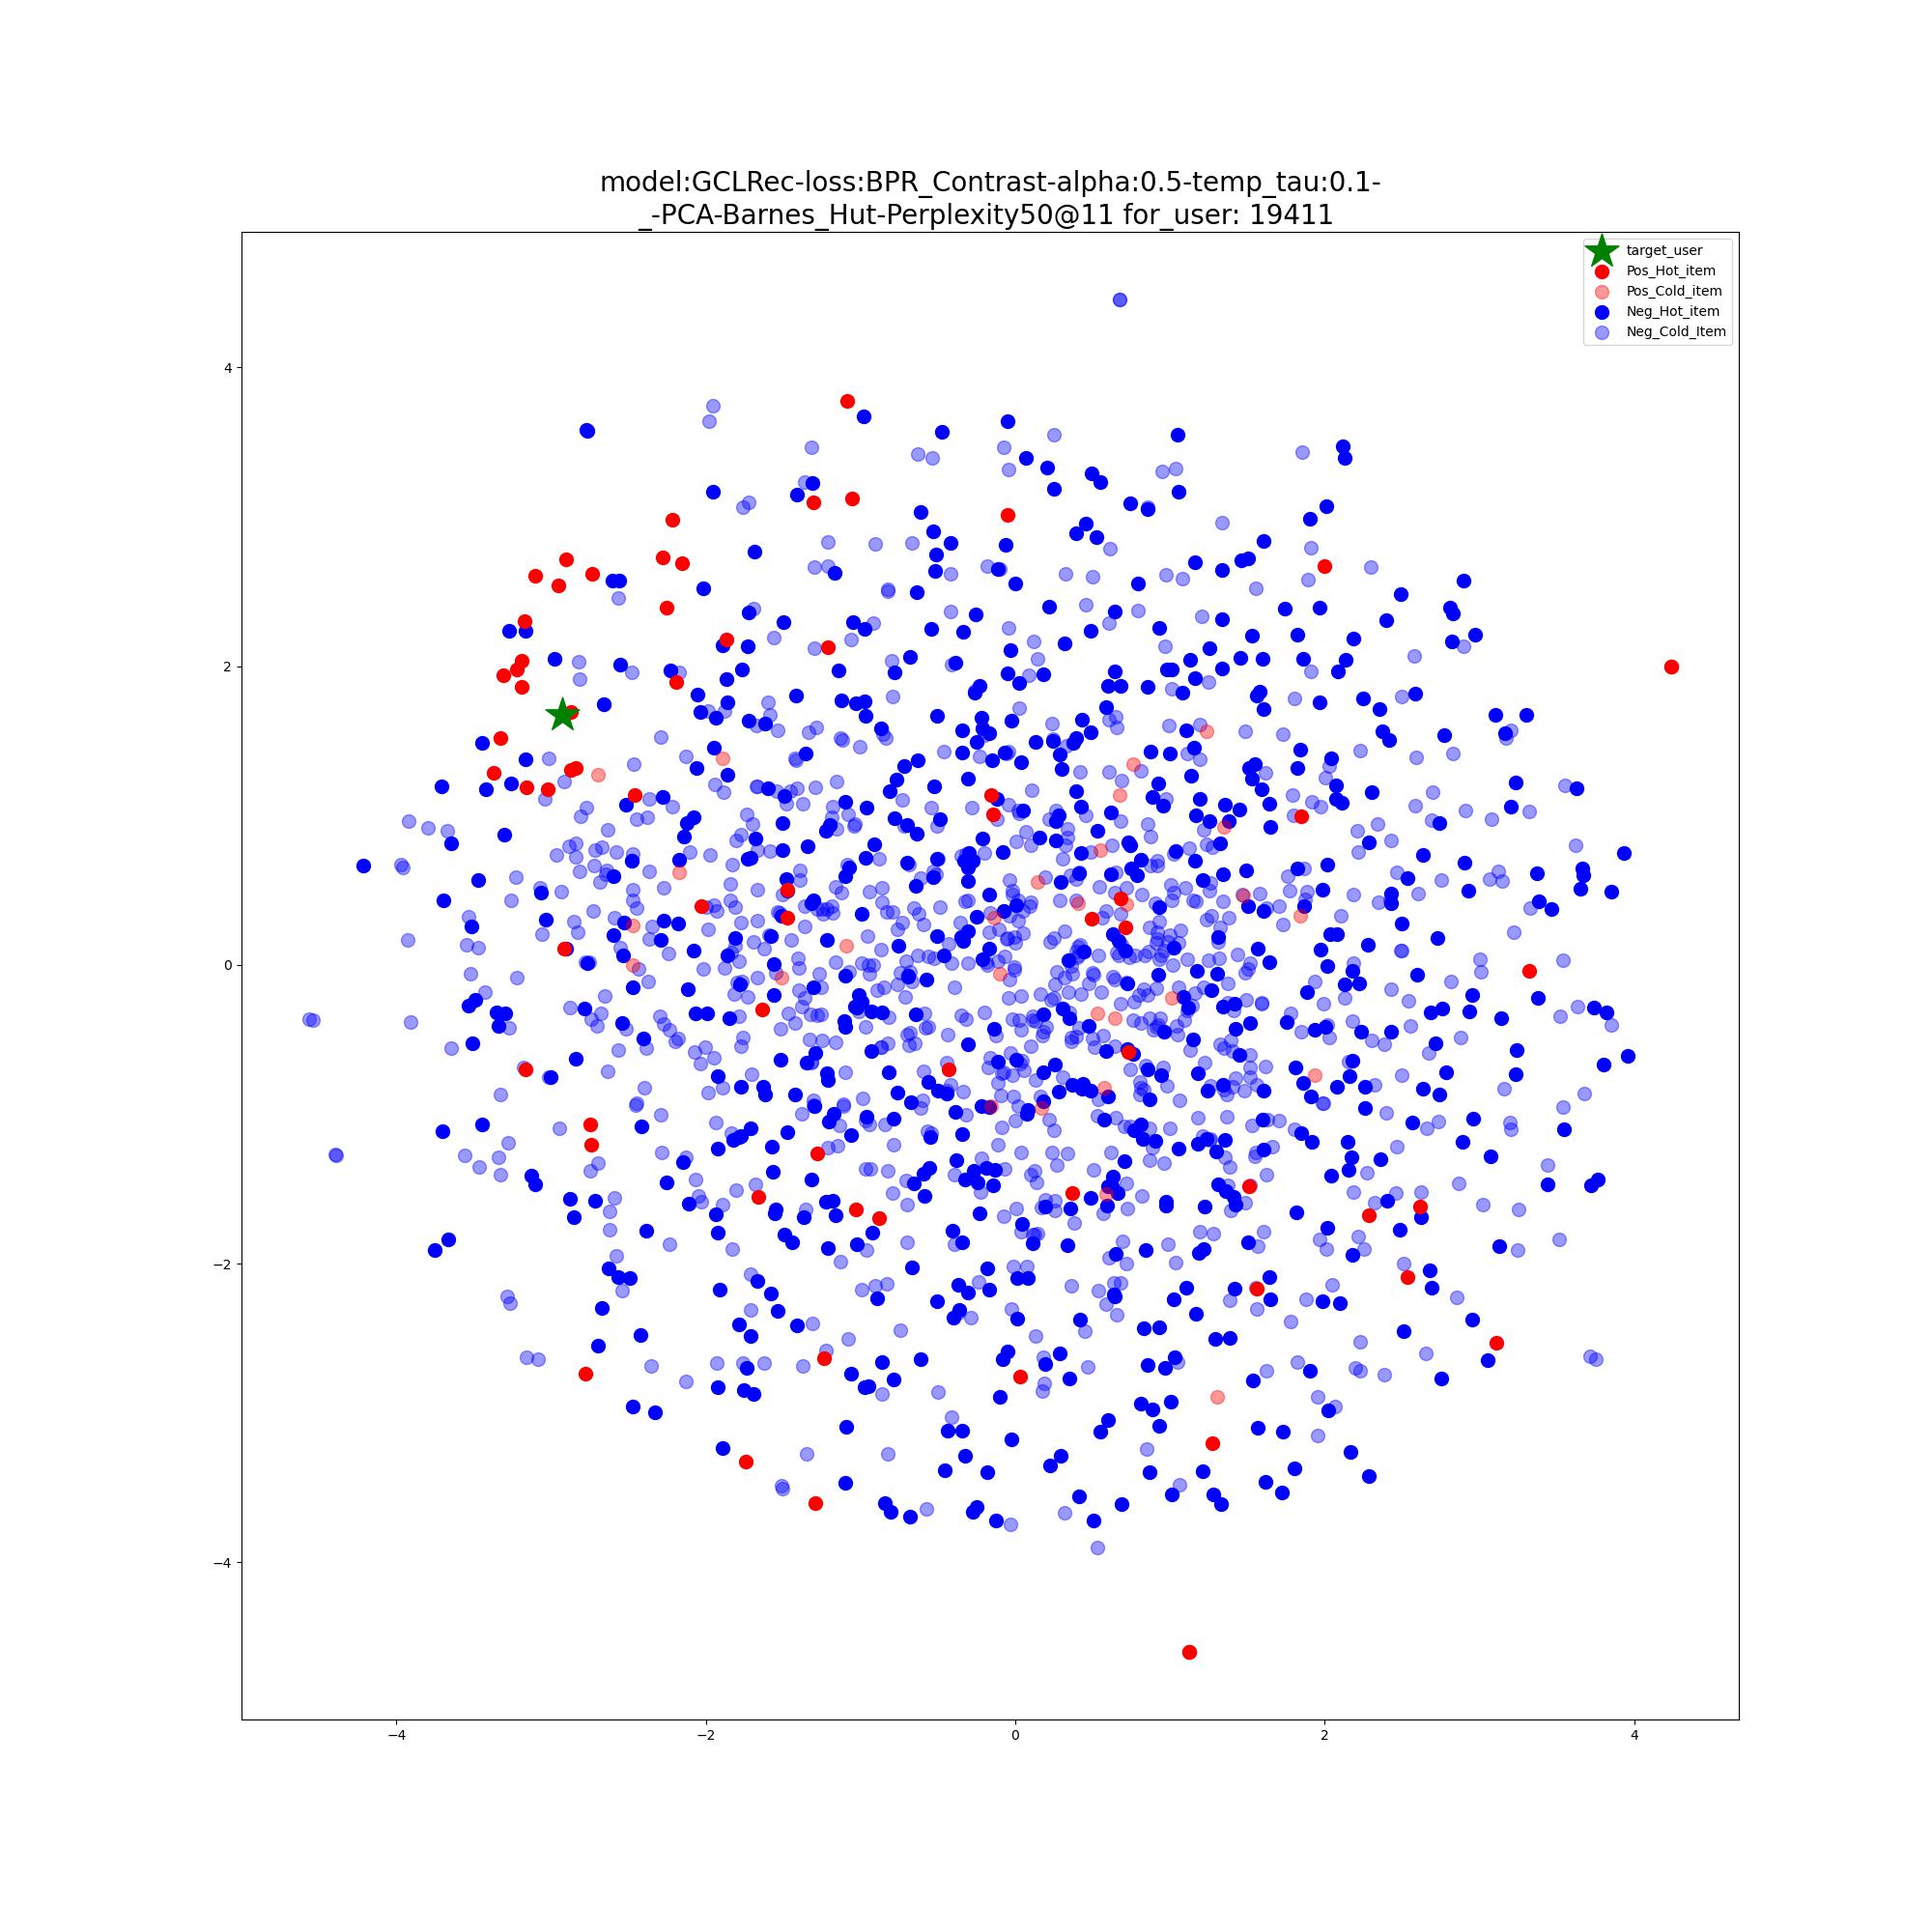 model:GCLRec-loss:BPR_Contrast-alpha:0.5-temp_tau:0.1-
_-PCA-Barnes_Hut-Perplexity50@11 for_user: 19411
target_user
Pos_Hot_item
Pos_Cold_item
Neg_Hot_item
Neg_Cold_Item
4
2
0
−2
−4
−4
−2
0
2
4